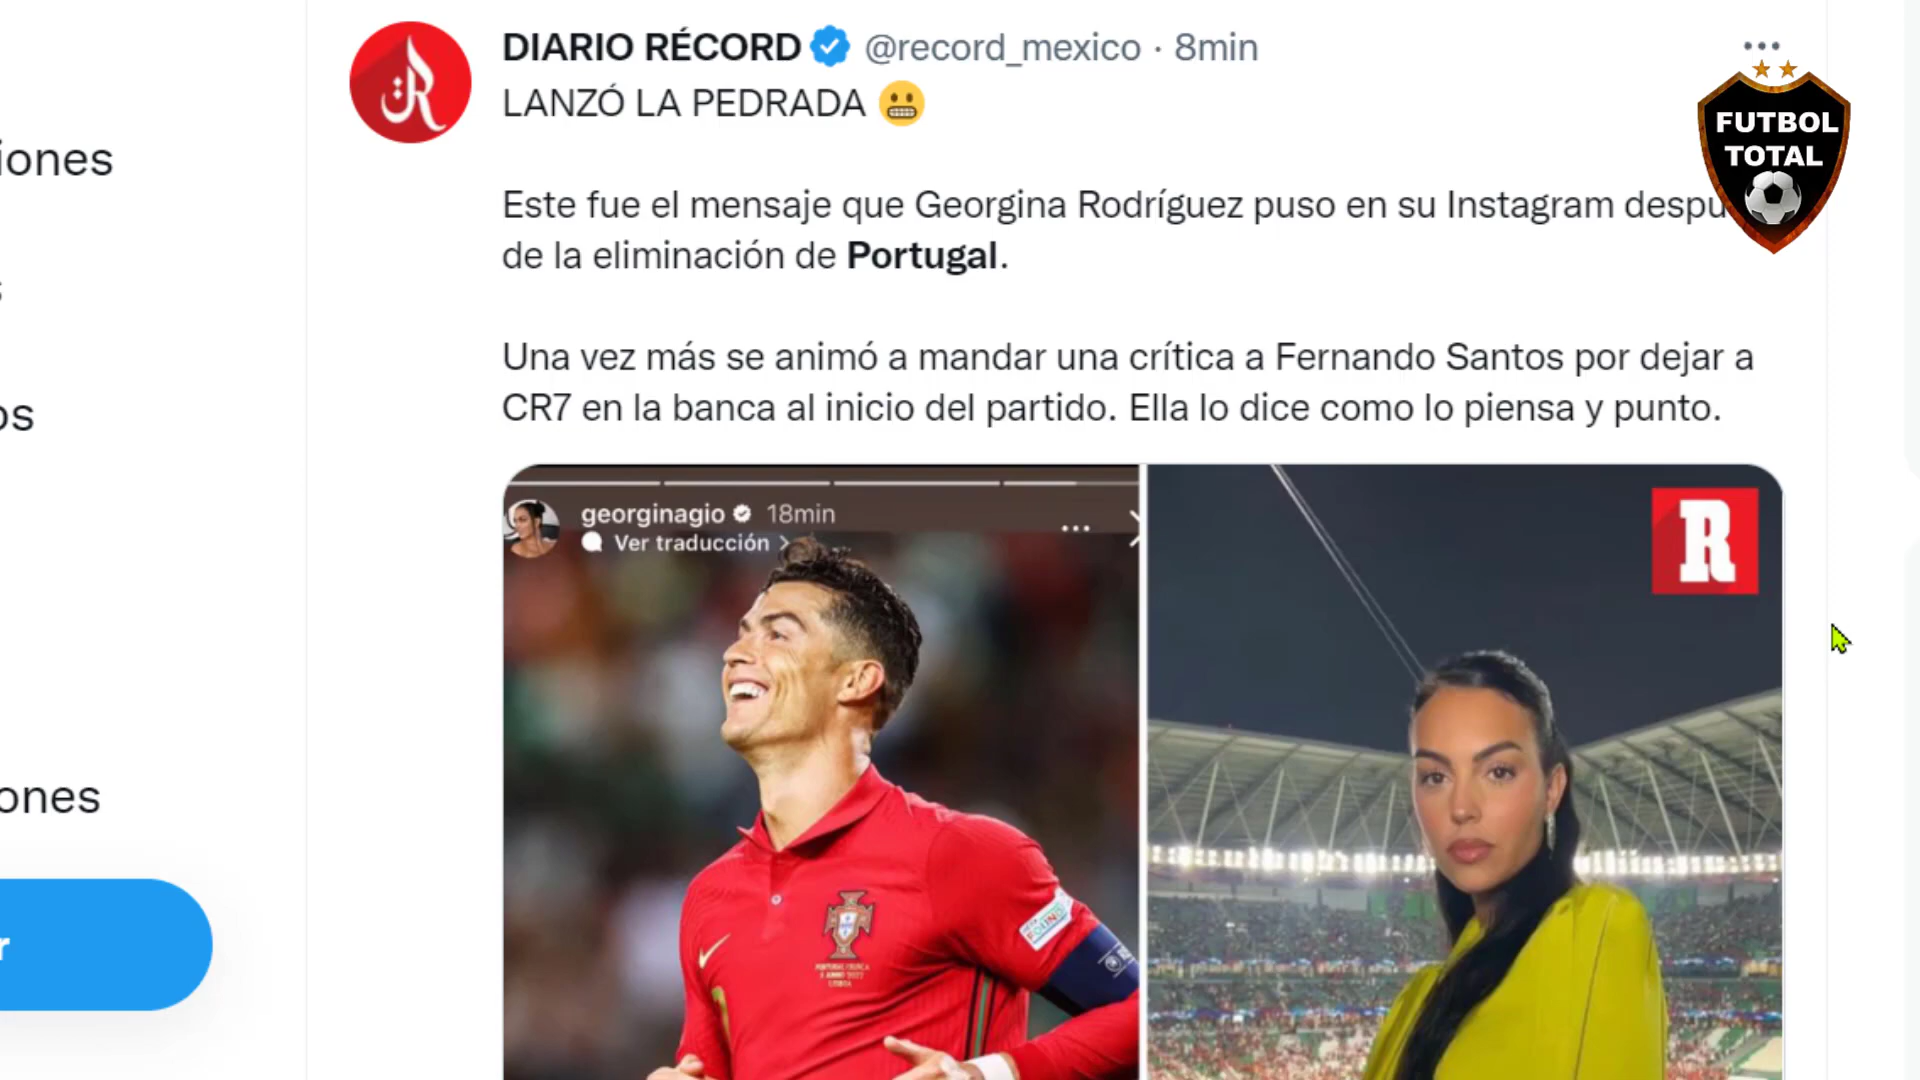 DIARIO RÉCORD @record_mexico · 8min
LANZÓ LA PEDRADA
FUTBOL
TOTAL
iones
Este fue el mensaje que Georgina Rodríguez puso en su Instagram despu
de la eliminación de Portugal.
s
Una vez más se animó a mandar una crítica a Fernando Santos por dejar a
CR7 en la banca al inicio del partido. Ella lo dice como lo piensa y punto.
os
georginagio 18min
Ver traducción >
R
ones
r